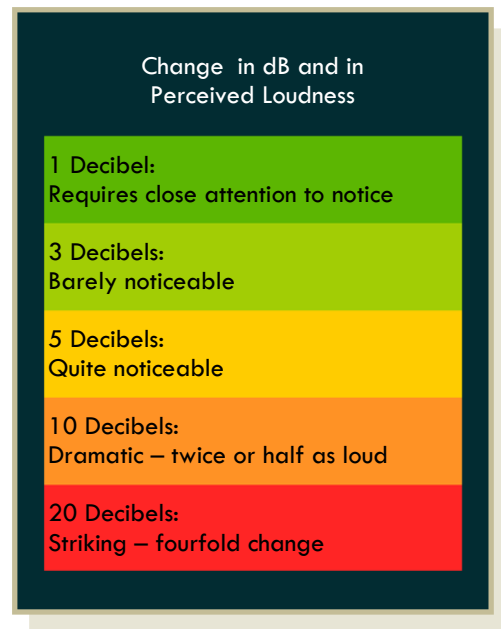 Change in dB and in
Perceived Loudness
1 Decibel:
Requires close attention to notice
3 Decibels:
Barely noticeable
5 Decibels:
Quite noticeable
10 Decibels:
Dramatic – twice or half as loud
20 Decibels:
Striking – fourfold change